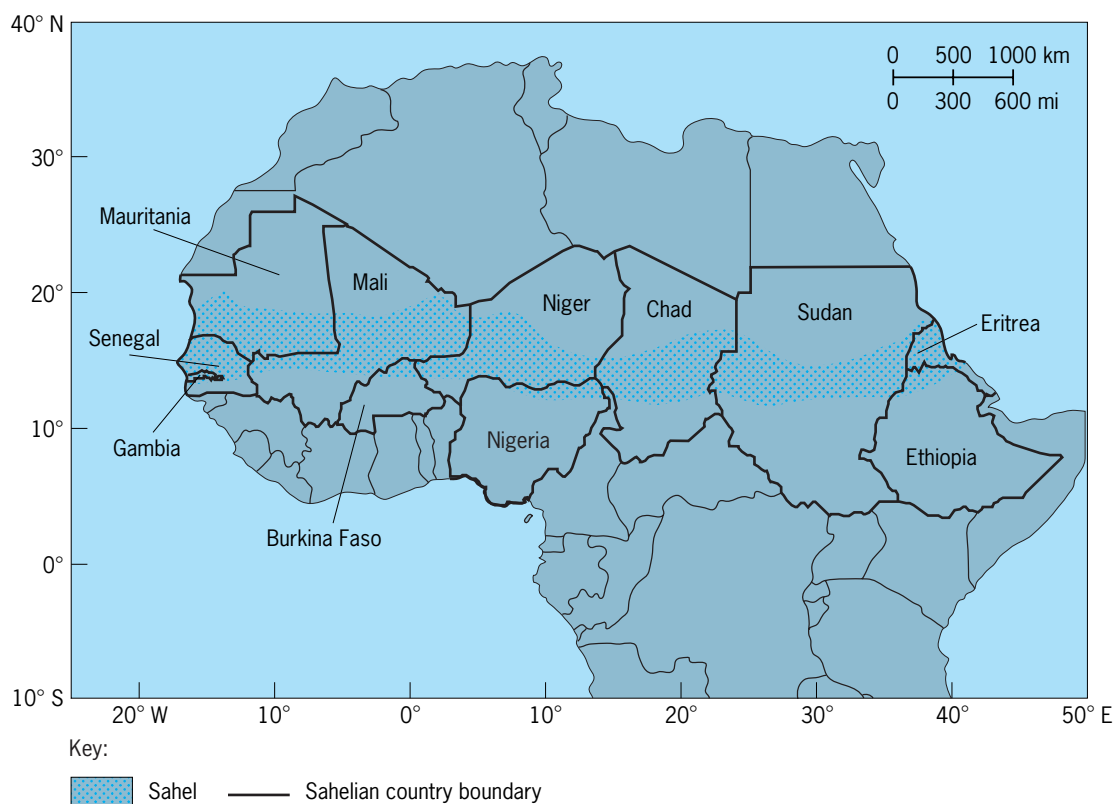 40° N
0 500 1000 km
0 300 600 mi
30°
Mauritania
Mali
20°
Niger
Chad
Sudan
Eritrea
Senegal
10°
Gambia
Nigeria
Ethiopia
Burkina Faso
0°
10° S
20° W 10° 0° 10° 20° 30° 40° 50° E
Key:
Sahel Sahelian country boundary